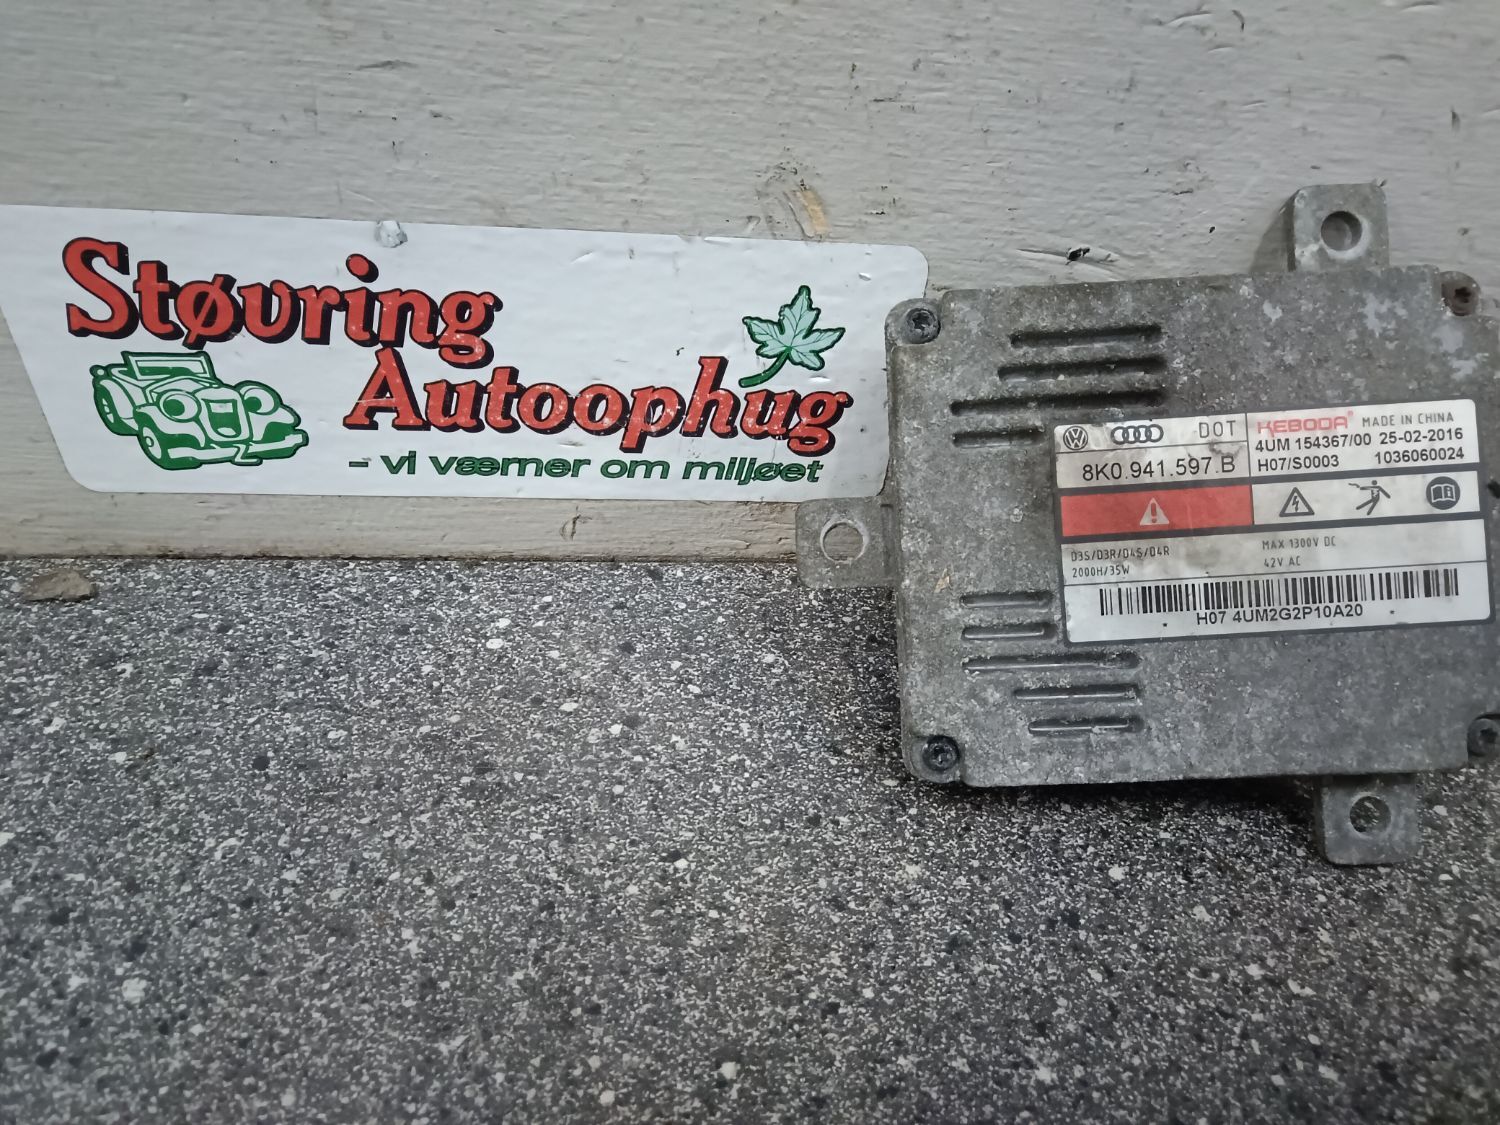 Støvring
Autoophug
- vi værner om miljøet
DOT
8K0.941.597.B
KEBODA® MADE IN CHINA
4UM 154367/00 25-02-2016
H07/S0003 1036060024
D3S/D3R/D4S/D4R
2000H/35W
MAX 1300V DC
42V AC
H07 4UM2G2P10A20